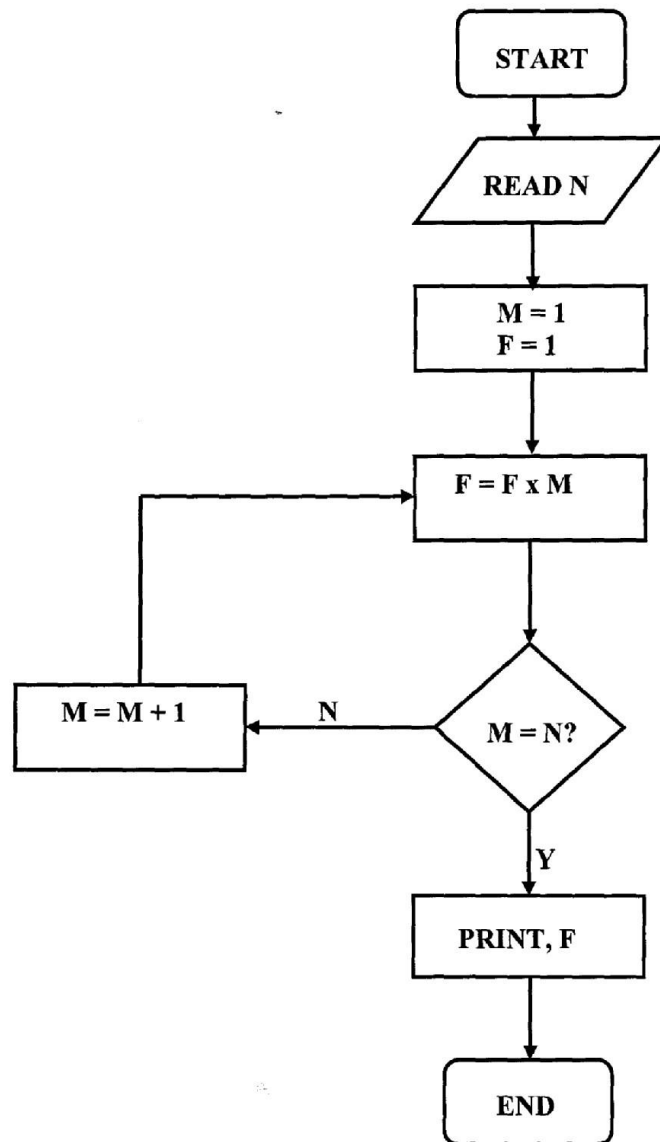 START
READ N
M = 1
F = 1
F = F x M
M = N?
N
M = M + 1
Y
PRINT, F
END